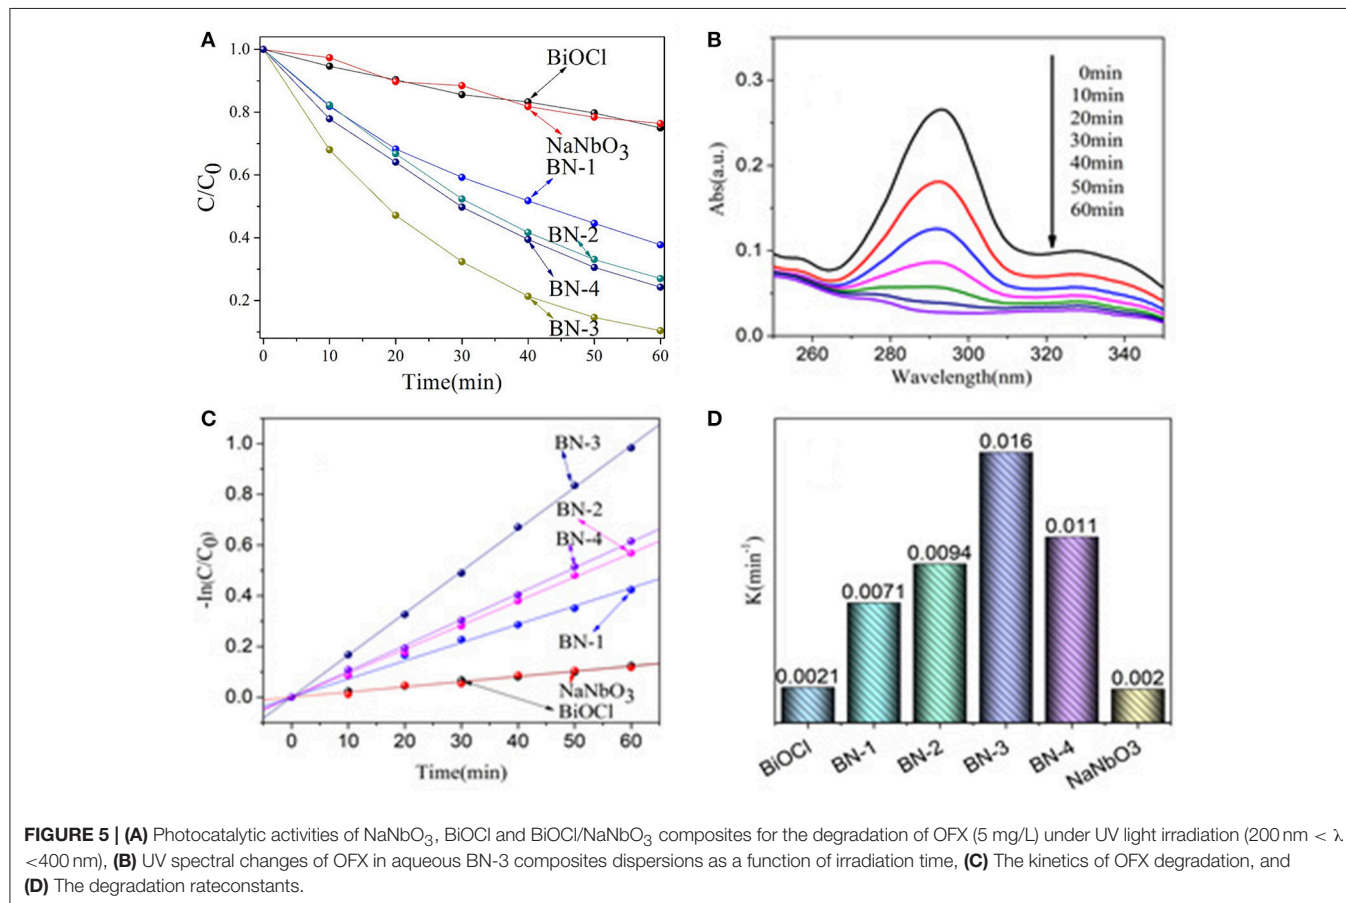 A
1.0
0.8
0.6
0.4
0.2
C/C0
BiOCl
NaNbO3
BN-1
BN-2
BN-4
BN-3
0 10 20 30 40 50 60
Time(min)
B
0.3
0.2
0.1
0.0
Abs(a.u.)
0min
10min
20min
30min
40min
50min
60min
260 280 300 320 340
Wavelength(nm)
C
1.0
0.8
0.6
0.4
0.2
0.0
-ln(C/C0)
BN-3
BN-2
BN-4
BN-1
NaNbO3
BiOCl
0 10 20 30 40 50 60
Time(min)
D
K(min-1)
0.0021
0.0071
0.0094
0.016
0.011
0.002
BiOCl BN-1 BN-2 BN-3 BN-4 NaNbO3
FIGURE 5 | (A) Photocatalytic activities of NaNbO3, BiOCl and BiOCl/NaNbO3 composites for the degradation of OFX (5 mg/L) under UV light irradiation (200 nm < λ
<400 nm), (B) UV spectral changes of OFX in aqueous BN-3 composites dispersions as a function of irradiation time, (C) The kinetics of OFX degradation, and
(D) The degradation rateconstants.